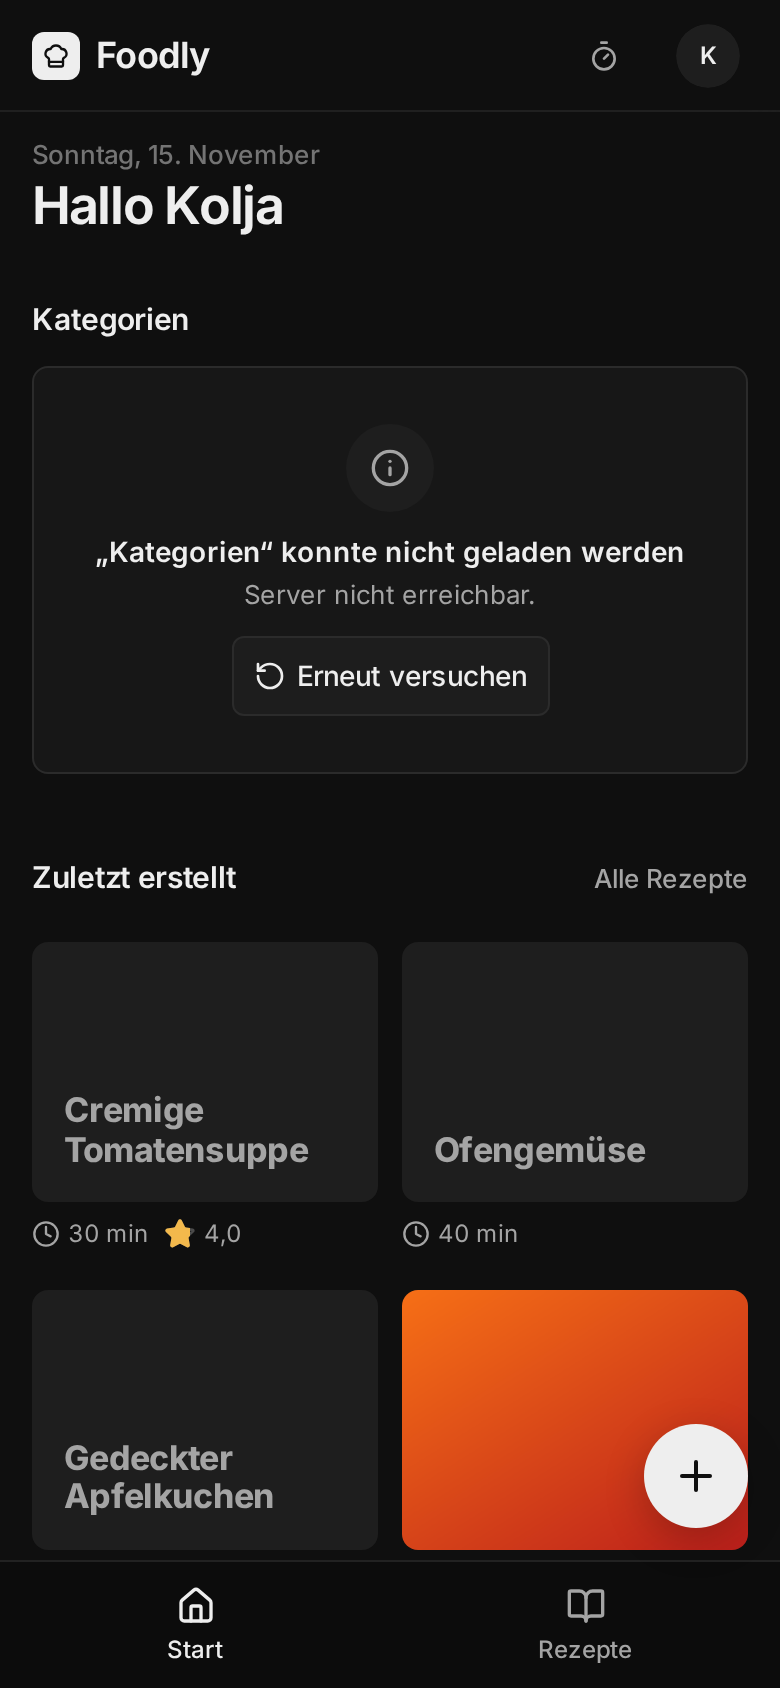 Foodly
K
Sonntag, 15. November
Hallo Kolja
Kategorien
„Kategorien“ konnte nicht geladen werden
Server nicht erreichbar.
Erneut versuchen
Zuletzt erstellt
Alle Rezepte
Cremige
Tomatensuppe
Ofengemüse
30 min 4,0
40 min
Gedeckter
Apfelkuchen
Start
Rezepte